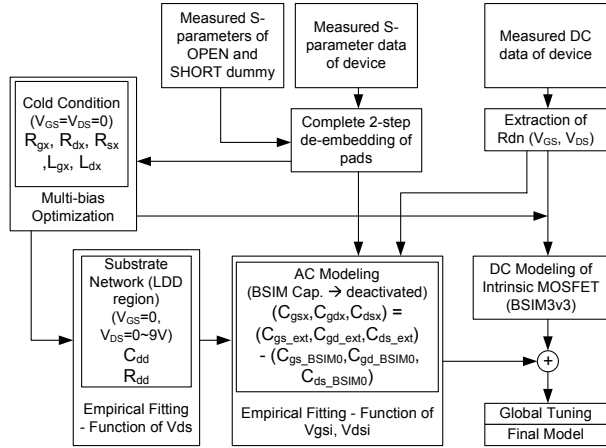 Measured S-
parameters of
OPEN and
SHORT dummy
Measured S-
parameter data
of device
Measured DC
data of device
Cold Condition
(VGS=VDS=0)
Rgx, Rdx, Rsx
,Lgx, Ldx
Multi-bias
Optimization
Complete 2-step
de-embedding of
pads
Extraction of
Rdn (VGS, VDS)
Substrate
Network (LDD
region)
(VGS=0,
VDS=0~9V)
Cdd
Rdd
Empirical Fitting
- Function of Vds
AC Modeling
(BSIM Cap. → deactivated)
(Cgsx,Cgdx,Cdsx) =
(Cgs_ext,Cgd_ext,Cds_ext)
- (Cgs_BSIM0,Cgd_BSIM0,
Cds_BSIM0)
Empirical Fitting - Function of
Vgsi, Vdsi
DC Modeling of
Intrinsic MOSFET
(BSIM3v3)
+
Global Tuning
Final Model